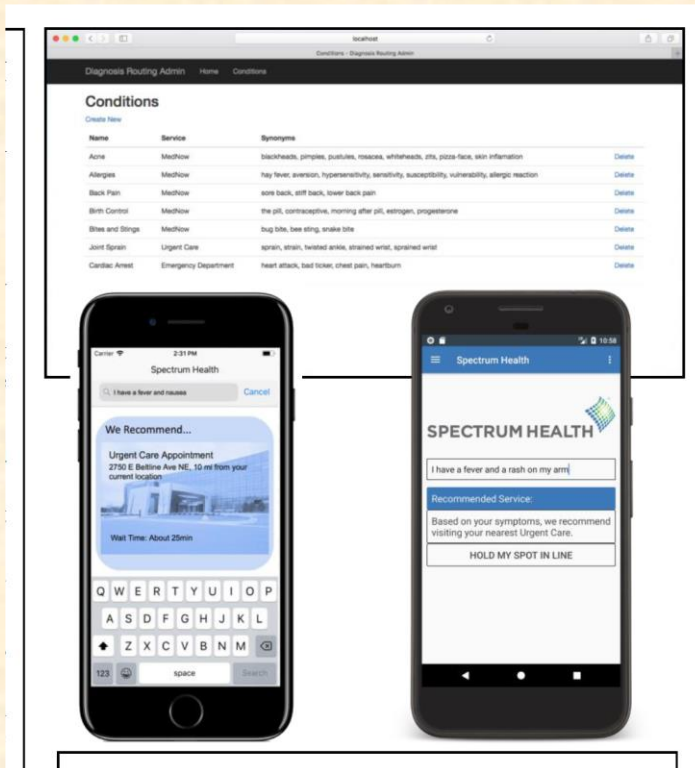 localhost
Conditions - Diagnosis Routing Admin
Diagnosis Routing Admin Home Conditions
Conditions
Create New
Name Service Synonyms
Acne MedNow blackheads, pimples, pustules, rosacea, whiteheads, zits, pizza-face, skin inflamation Delete
Allergies MedNow hay fever, aversion, hypersensitivity, sensitivity, susceptibility, vulnerability, allergic reaction Delete
Back Pain MedNow sore back, stiff back, lower back pain Delete
Birth Control MedNow the pill, contraceptive, morning after pill, estrogen, progesterone Delete
Bites and Stings MedNow bug bite, bee sting, snake bite Delete
Joint Sprain Urgent Care sprain, strain, twisted ankle, strained wrist, sprained wrist Delete
Cardiac Arrest Emergency Department heart attack, bad ticker, chest pain, heartburn Delete
Carrier 2:31 PM
Spectrum Health
I have a fever and nausea Cancel
We Recommend...
Urgent Care Appointment
2750 E Beltline Ave NE, 10 mi from your
current location
Wait Time: About 25min
Q W E R T Y U I O P
A S D F G H J K L
Z X C V B N M
123 space Search
10:58
Spectrum Health
SPECTRUM HEALTH
I have a fever and a rash on my arm
Recommended Service:
Based on your symptoms, we recommend
visiting your nearest Urgent Care.
HOLD MY SPOT IN LINE